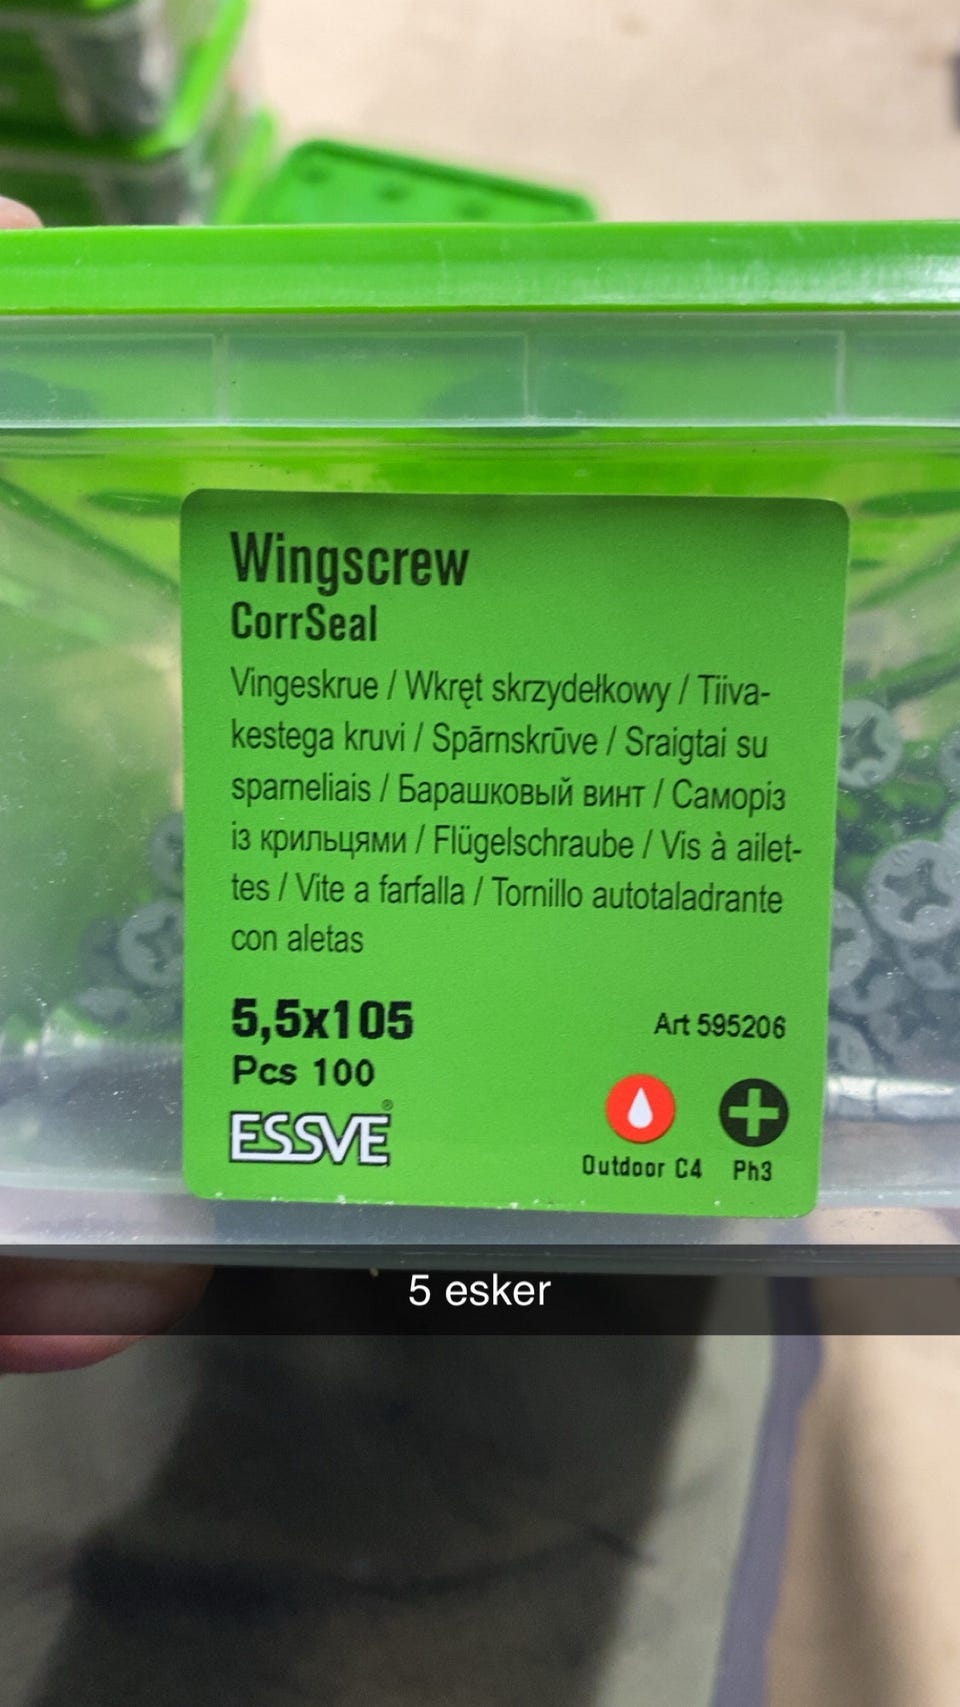 Wingscrew
CorrSeal
Vingeskrue / Wkręt skrzydełkowy / Tiiva-
kestega kruvi / Spārnskrūve / Sraigtai su
sparneliais / Барашковый винт / Саморіз
із крильцями / Flügelschraube / Vis à ailet-
tes / Vite a farfalla / Tornillo autotaladrante
con aletas
5,5x105
Art 595206
Pcs 100
ESSVE®
Outdoor C4
Ph3
5 esker